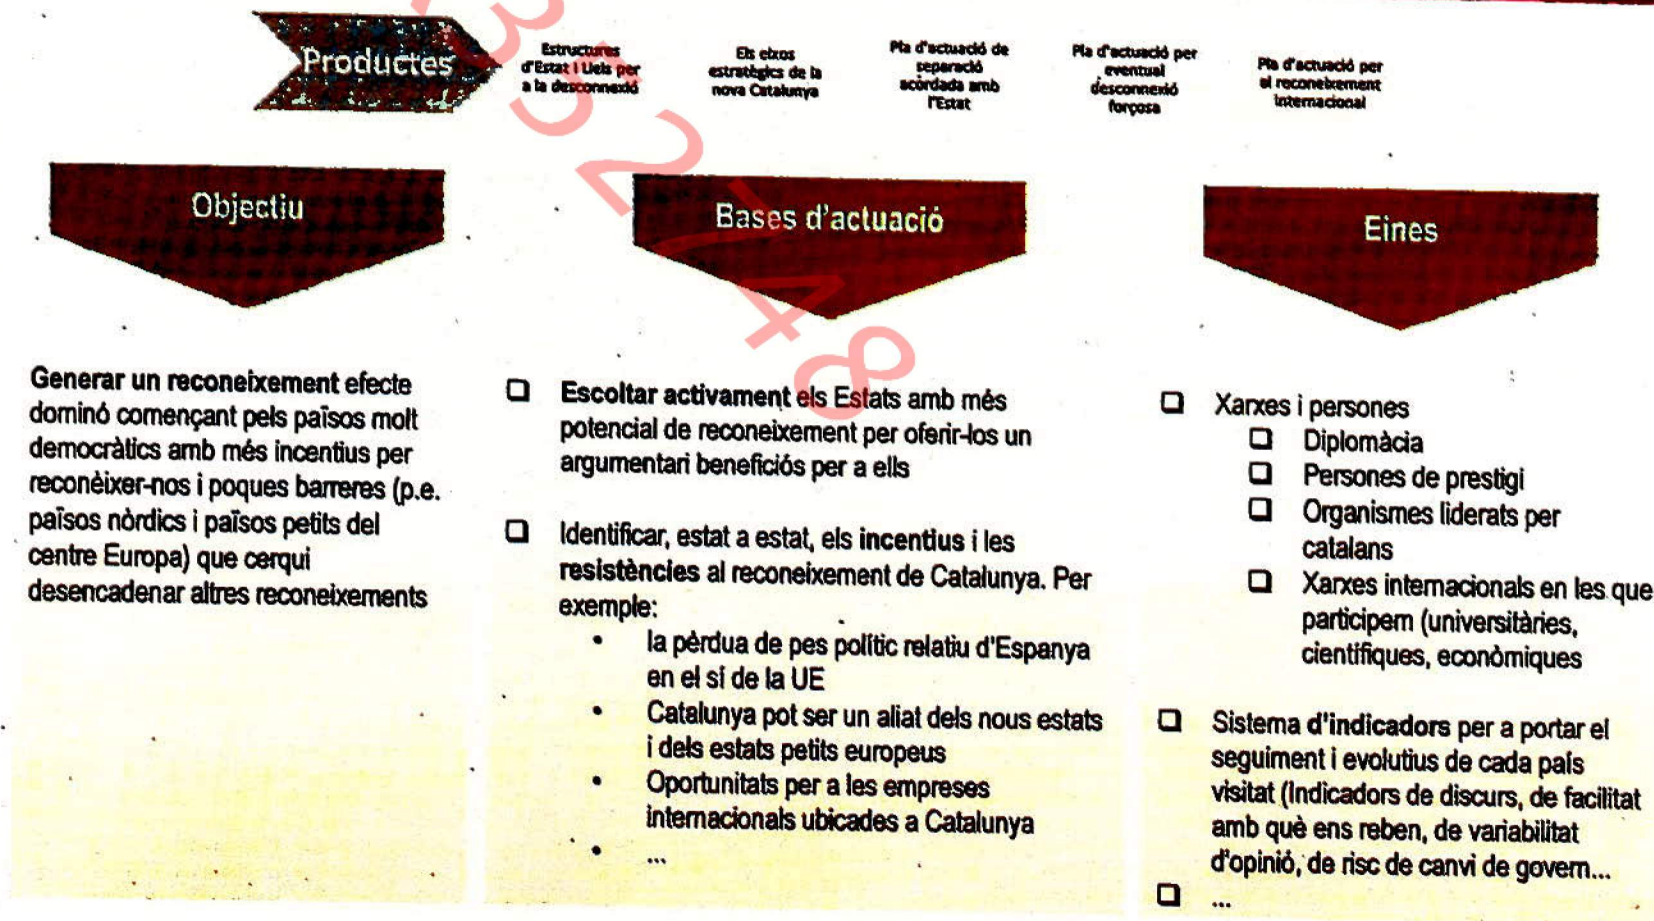 Productes
Estructures
d'Estat i Lleis per
a la desconnexió
Els eixos
estratègics de la
nova Catalunya
Pla d'actuació de
separació
acordada amb
l'Estat
Pla d'actuació per
eventual
desconnexió
forçosa
Pla d'actuació per
al reconeixement
internacional
Objectiu
Generar un reconeixement efecte
dominó començant pels països molt
democràtics amb més incentius per
reconèixer-nos i poques barreres (p.e.
països nòrdics i països petits del
centre Europa) que cerqui
desencadenar altres reconeixements
Bases d'actuació
Escoltar activament els Estats amb més
potencial de reconeixement per oferir-los un
argumentari beneficiós per a ells
Identificar, estat a estat, els incentius i les
resistències al reconeixement de Catalunya. Per
exemple:
• la pèrdua de pes polític relatiu d'Espanya
en el sí de la UE
• Catalunya pot ser un aliat dels nous estats
i dels estats petits europeus
• Oportunitats per a les empreses
internacionals ubicades a Catalunya
• ...
Eines
Xarxes i persones
Diplomàcia
Persones de prestigi
Organismes liderats per
catalans
Xarxes internacionals en les que
participem (universitàries,
científiques, econòmiques
Sistema d'indicadors per a portar el
seguiment i evolutius de cada país
visitat (Indicadors de discurs, de facilitat
amb què ens reben, de variabilitat
d'opinió, de risc de canvi de govern...
...